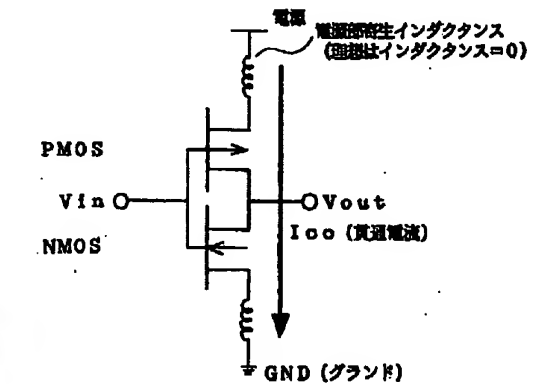 電源
電源部寄生インダクタンス
(理想はインダクタンス=0)
PMOS
Vin
Vout
Icc (貫通電流)
NMOS
GND (グランド)